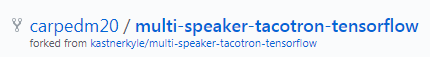 carpedm20 / multi-speaker-tacotron-tensorflow
forked from kastnerkyle/multi-speaker-tacotron-tensorflow